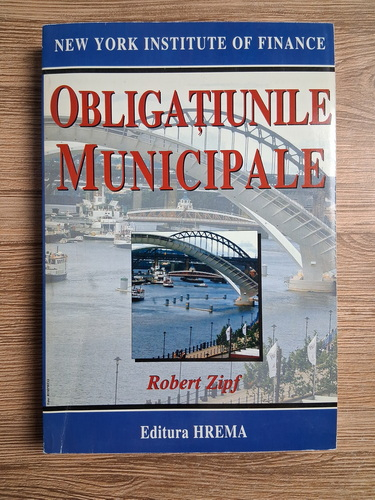 NEW YORK INSTITUTE OF FINANCE
OBLIGAȚIUNILE
MUNICIPALE
Robert Zipf
Editura HREMA